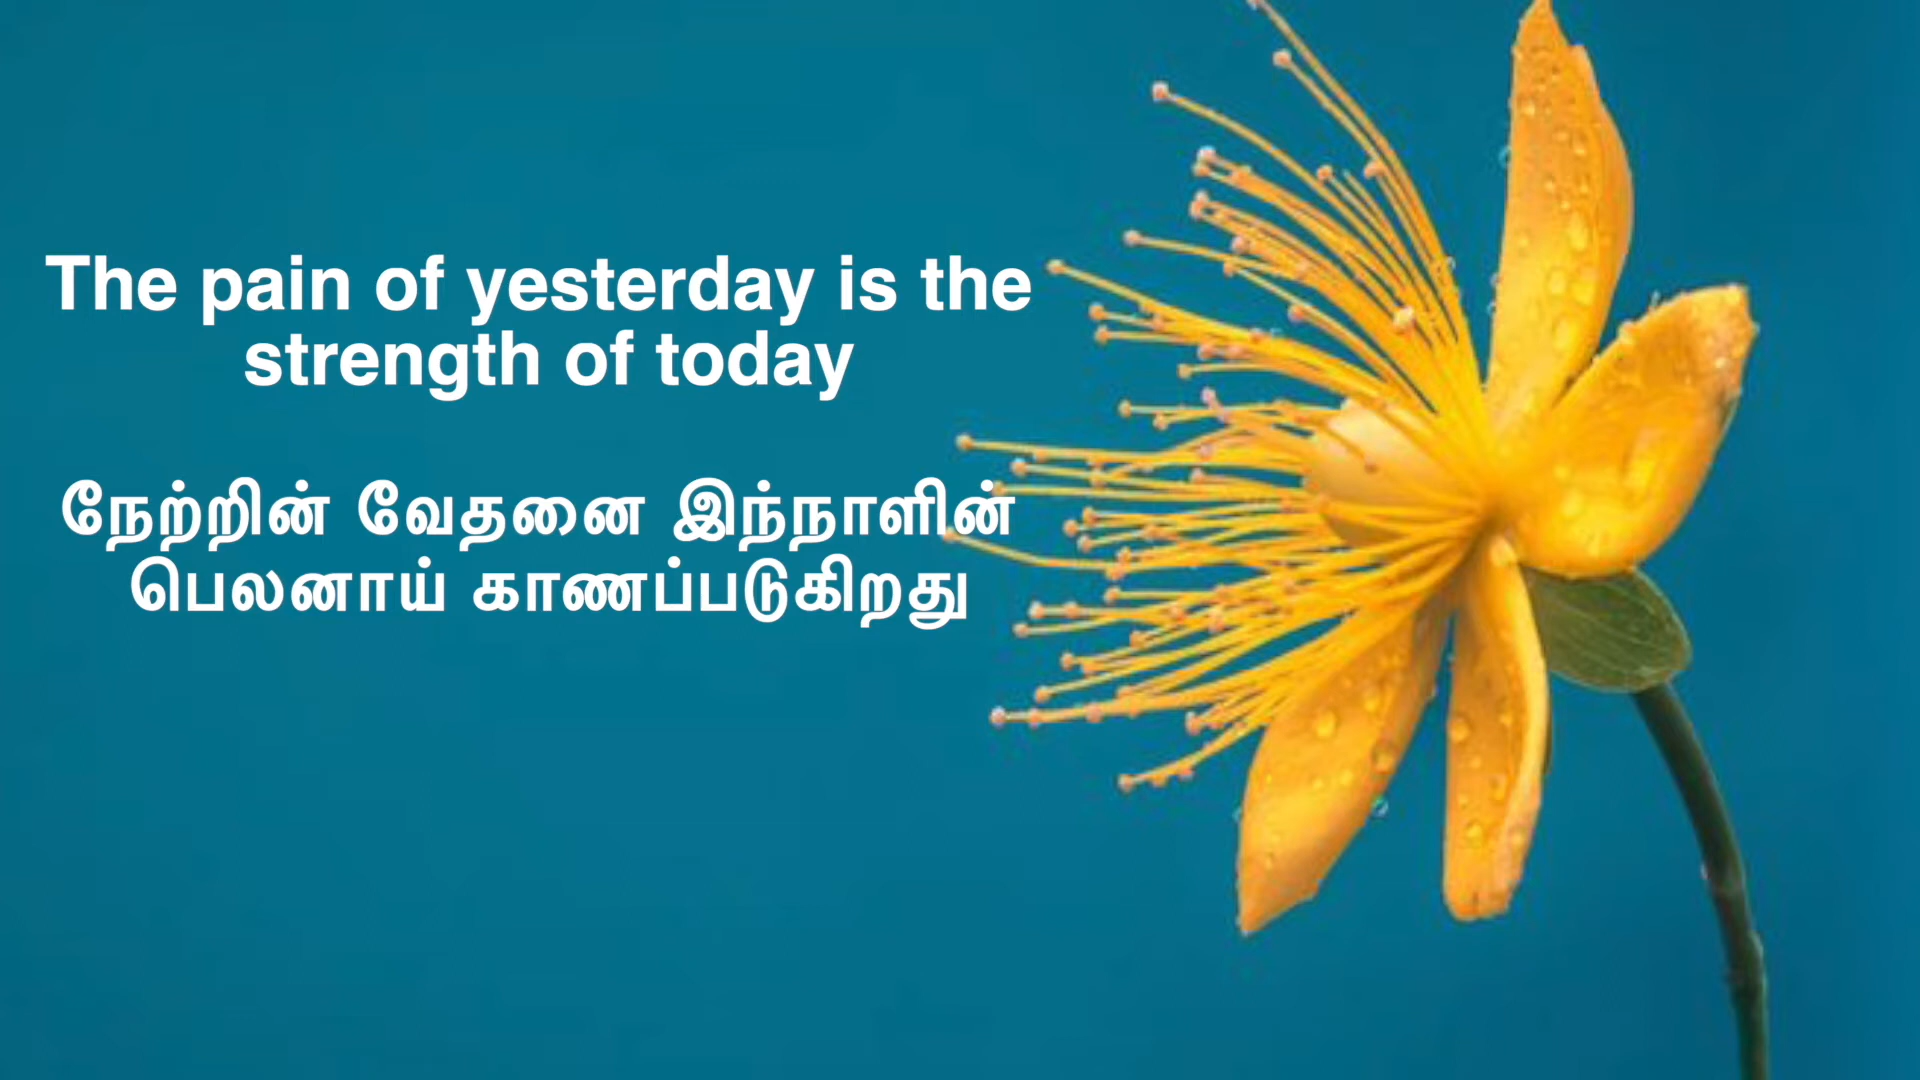 The pain of yesterday is the
strength of today
நேற்றின் வேதனை இந்நாளின்
பெலனாய் காணப்படுகிறது